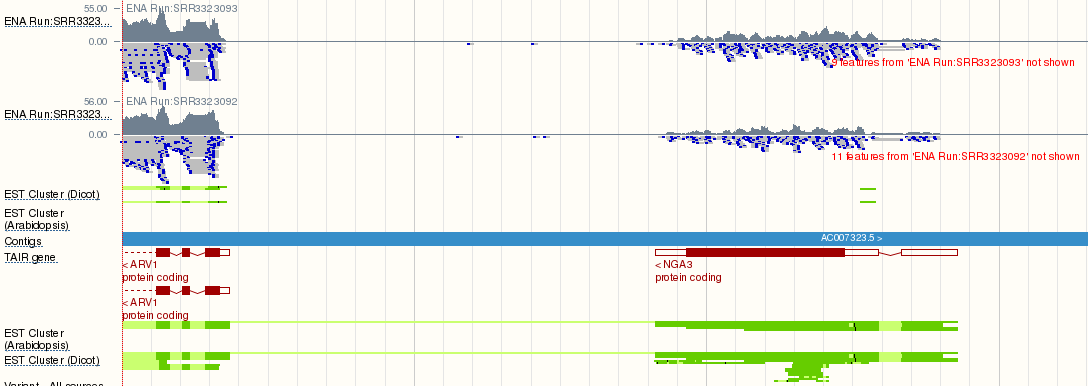 55.00
ENA Run:SRR3323093
ENA Run:SRR3323...
0.00
9 features from 'ENA Run:SRR3323093' not shown
56.00
ENA Run:SRR3323092
ENA Run:SRR3323...
0.00
11 features from 'ENA Run:SRR3323092' not shown
EST Cluster (Dicot)
EST Cluster
(Arabidopsis)
Contigs
AC007323.5 >
TAIR gene
< ARV1
protein coding
< NGA3
protein coding
< ARV1
protein coding
EST Cluster
(Arabidopsis)
EST Cluster (Dicot)
Variant - All sources